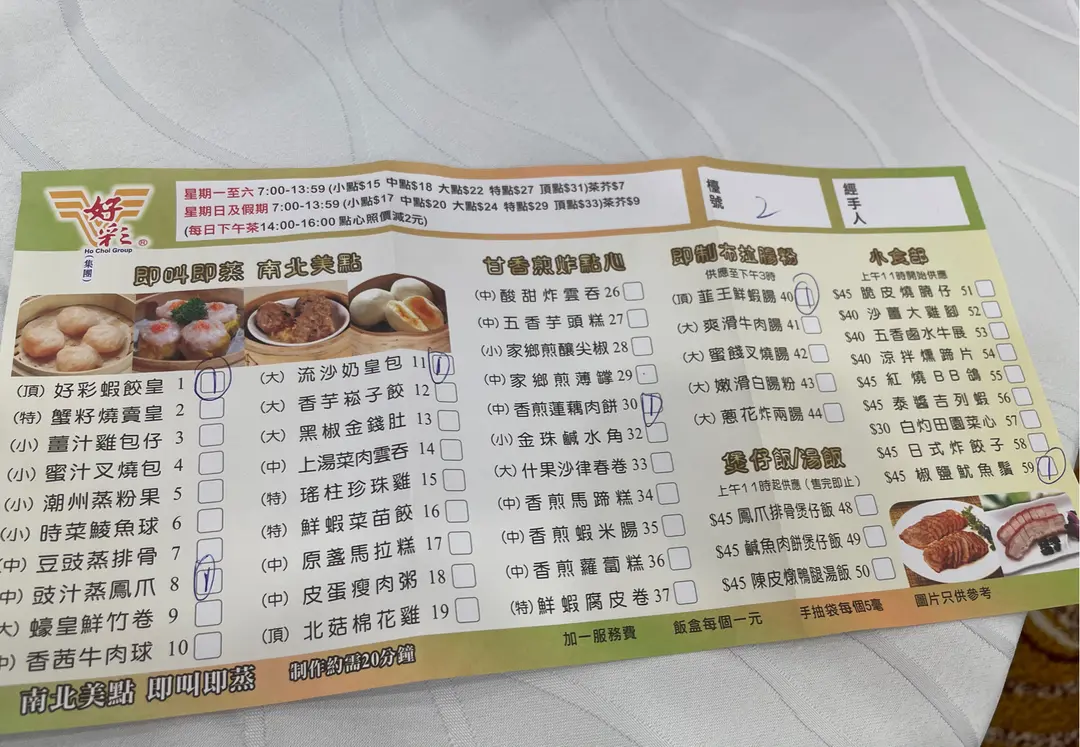 好彩®
Ho Choi Group
(集團)
星期一至六 7:00-13:59 (小點$15 中點$18 大點$22 特點$27 頂點$31)茶芥$7
星期日及假期 7:00-13:59 (小點$17 中點$20 大點$24 特點$29 頂點$33)茶芥$9
(每日下午茶14:00-16:00 點心照價減2元)
檯號 2
經手人
即叫即蒸 南北美點
(頂) 好彩蝦餃皇 1 1
(特) 蟹籽燒賣皇 2
(小) 薑汁雞包仔 3
(小) 蜜汁叉燒包 4
(小) 潮州蒸粉果 5
(小) 時菜鯪魚球 6
(中) 豆豉蒸排骨 7
(中) 豉汁蒸鳳爪 8 1
(大) 蠔皇鮮竹卷 9
(中) 香茜牛肉球 10
(大) 流沙奶皇包 11 1
(大) 香芋崧子餃 12
(大) 黑椒金錢肚 13
(中) 上湯菜肉雲吞 14
(特) 瑤柱珍珠雞 15
(特) 鮮蝦菜苗餃 16
(中) 原盞馬拉糕 17
(中) 皮蛋瘦肉粥 18
(頂) 北菇棉花雞 19
甘香煎炸點心
(中) 酸甜炸雲吞 26
(中) 五香芋頭糕 27
(小) 家鄉煎釀尖椒 28
(中) 家鄉煎薄罉 29
(中) 香煎蓮藕肉餅 30 1
(小) 金珠鹹水角 32
(大) 什果沙律春卷 33
(中) 香煎馬蹄糕 34
(中) 香煎蝦米腸 35
(中) 香煎蘿蔔糕 36
(特) 鮮蝦腐皮卷 37
即制布拉腸粉
供應至下午3時
(頂) 韮王鮮蝦腸 40 1
(大) 爽滑牛肉腸 41
(大) 蜜餞叉燒腸 42
(大) 嫩滑白腸粉 43
(大) 蔥花炸兩腸 44
煲仔飯/湯飯
上午11時起供應 (售完即止)
$45 鳳爪排骨煲仔飯 48
$45 鹹魚肉餅煲仔飯 49
$45 陳皮燉鴨腿湯飯 50
小食部
上午11時開始供應
$45 脆皮燒腩仔 51
$40 沙薑大雞腳 52
$40 五香鹵水牛展 53
$40 涼拌燻蹄片 54
$45 紅燒BB鴿 55
$45 泰醬吉列蝦 56
$30 白灼田園菜心 57
$45 日式炸餃子 58
$45 椒鹽魷魚鬚 59 1
南北美點 即叫即蒸
制作約需20分鐘
加一服務費
飯盒每個一元
手抽袋每個5毫
圖片只供參考